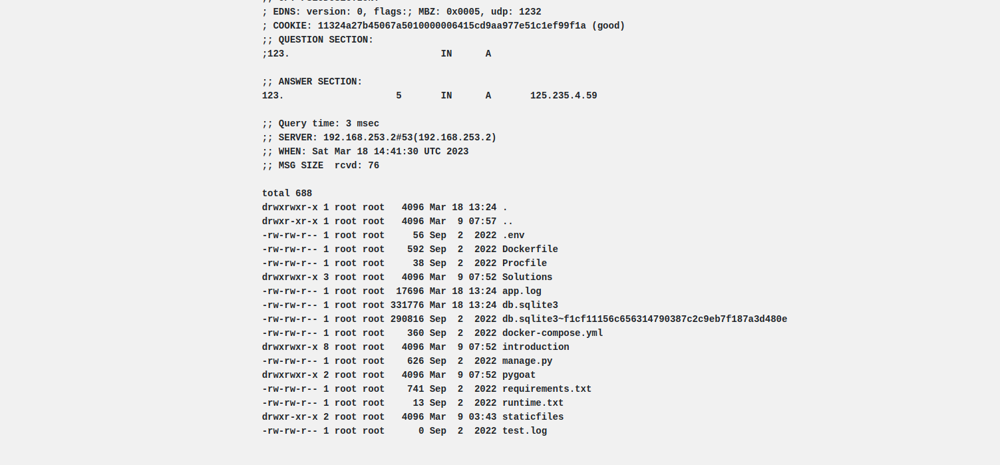 ; EDNS: version: 0, flags:; MBZ: 0x0005, udp: 1232
; COOKIE: 11324a27b45067a5010000006415cd9aa977e51c1ef99f1a (good)
;; QUESTION SECTION:
;123. IN A
;; ANSWER SECTION:
123. 5 IN A 125.235.4.59
;; Query time: 3 msec
;; SERVER: 192.168.253.2#53(192.168.253.2)
;; WHEN: Sat Mar 18 14:41:30 UTC 2023
;; MSG SIZE  rcvd: 76
total 688
drwxrwxr-x 1 root root   4096 Mar 18 13:24 .
drwxr-xr-x 1 root root   4096 Mar  9 07:57 ..
-rw-rw-r-- 1 root root     56 Sep  2  2022 .env
-rw-rw-r-- 1 root root    592 Sep  2  2022 Dockerfile
-rw-rw-r-- 1 root root     38 Sep  2  2022 Procfile
drwxrwxr-x 3 root root   4096 Mar  9 07:52 Solutions
-rw-rw-r-- 1 root root  17696 Mar 18 13:24 app.log
-rw-rw-r-- 1 root root 331776 Mar 18 13:24 db.sqlite3
-rw-rw-r-- 1 root root 290816 Sep  2  2022 db.sqlite3~f1cf11156c656314790387c2c9eb7f187a3d480e
-rw-rw-r-- 1 root root    360 Sep  2  2022 docker-compose.yml
drwxrwxr-x 8 root root   4096 Mar  9 07:52 introduction
-rw-rw-r-- 1 root root    626 Sep  2  2022 manage.py
drwxrwxr-x 2 root root   4096 Mar  9 07:52 pygoat
-rw-rw-r-- 1 root root    741 Sep  2  2022 requirements.txt
-rw-rw-r-- 1 root root     13 Sep  2  2022 runtime.txt
drwxr-xr-x 2 root root   4096 Mar  9 03:43 staticfiles
-rw-rw-r-- 1 root root      0 Sep  2  2022 test.log